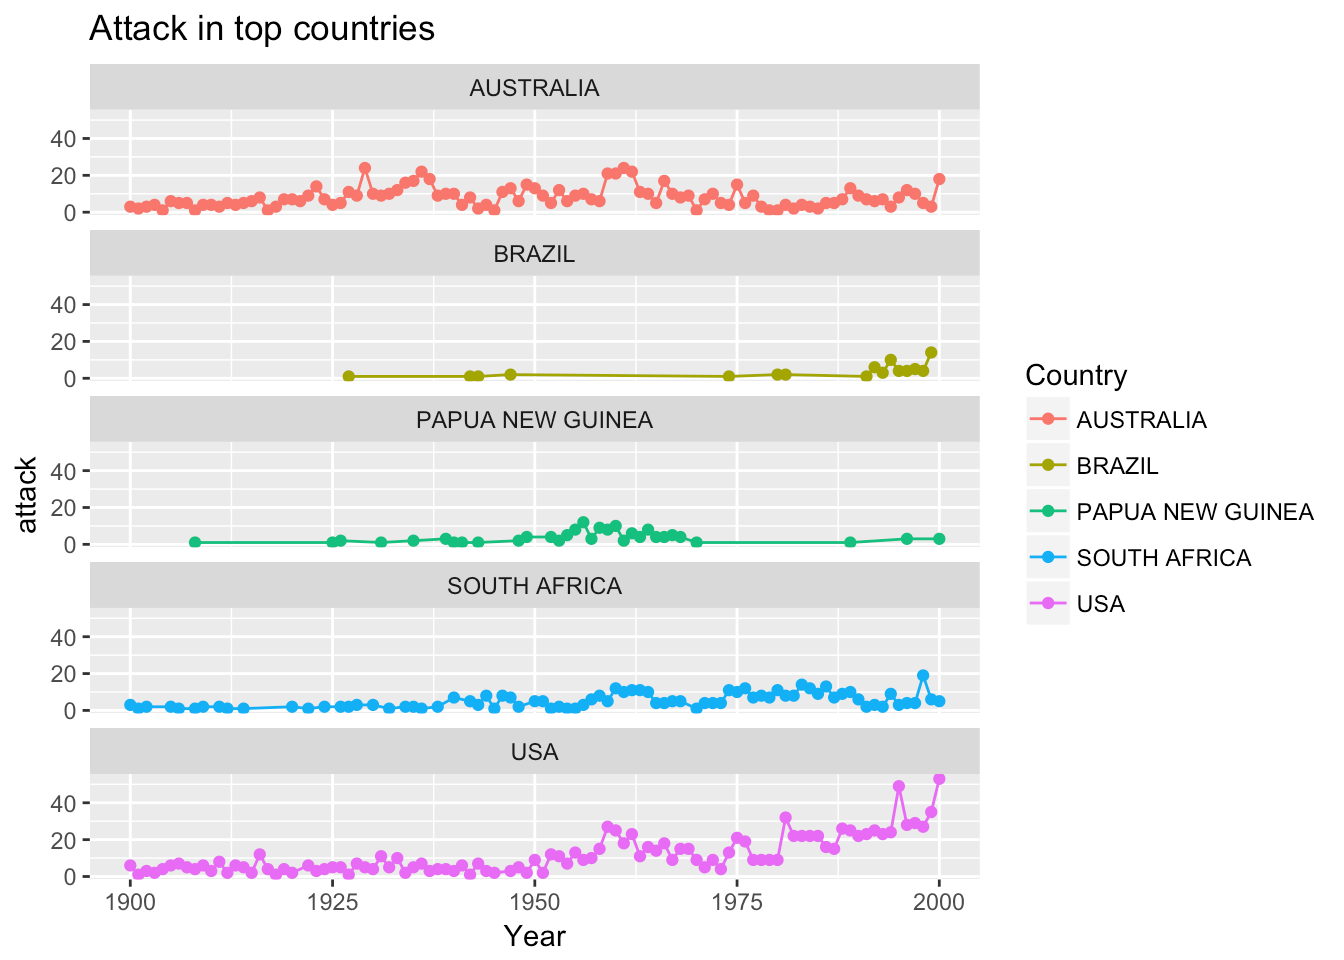 Attack in top countries
AUSTRALIA
40
20
0
BRAZIL
40
20
0
PAPUA NEW GUINEA
40
20
0
SOUTH AFRICA
40
20
0
USA
40
20
0
1900 1925 1950 1975 2000
Year
attack
Country
AUSTRALIA
BRAZIL
PAPUA NEW GUINEA
SOUTH AFRICA
USA